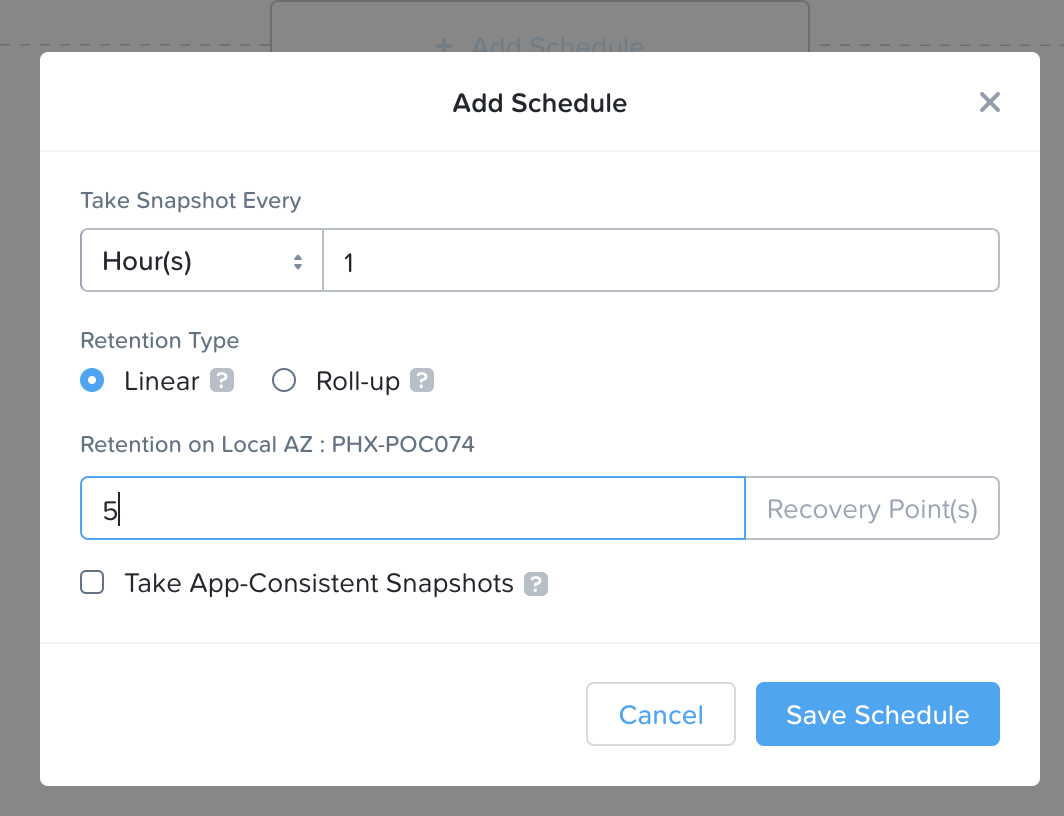 + Add Schedule
Add Schedule
Take Snapshot Every
Hour(s) 1
Retention Type
Linear ? Roll-up ?
Retention on Local AZ : PHX-POC074
5 Recovery Point(s)
Take App-Consistent Snapshots ?
Cancel Save Schedule